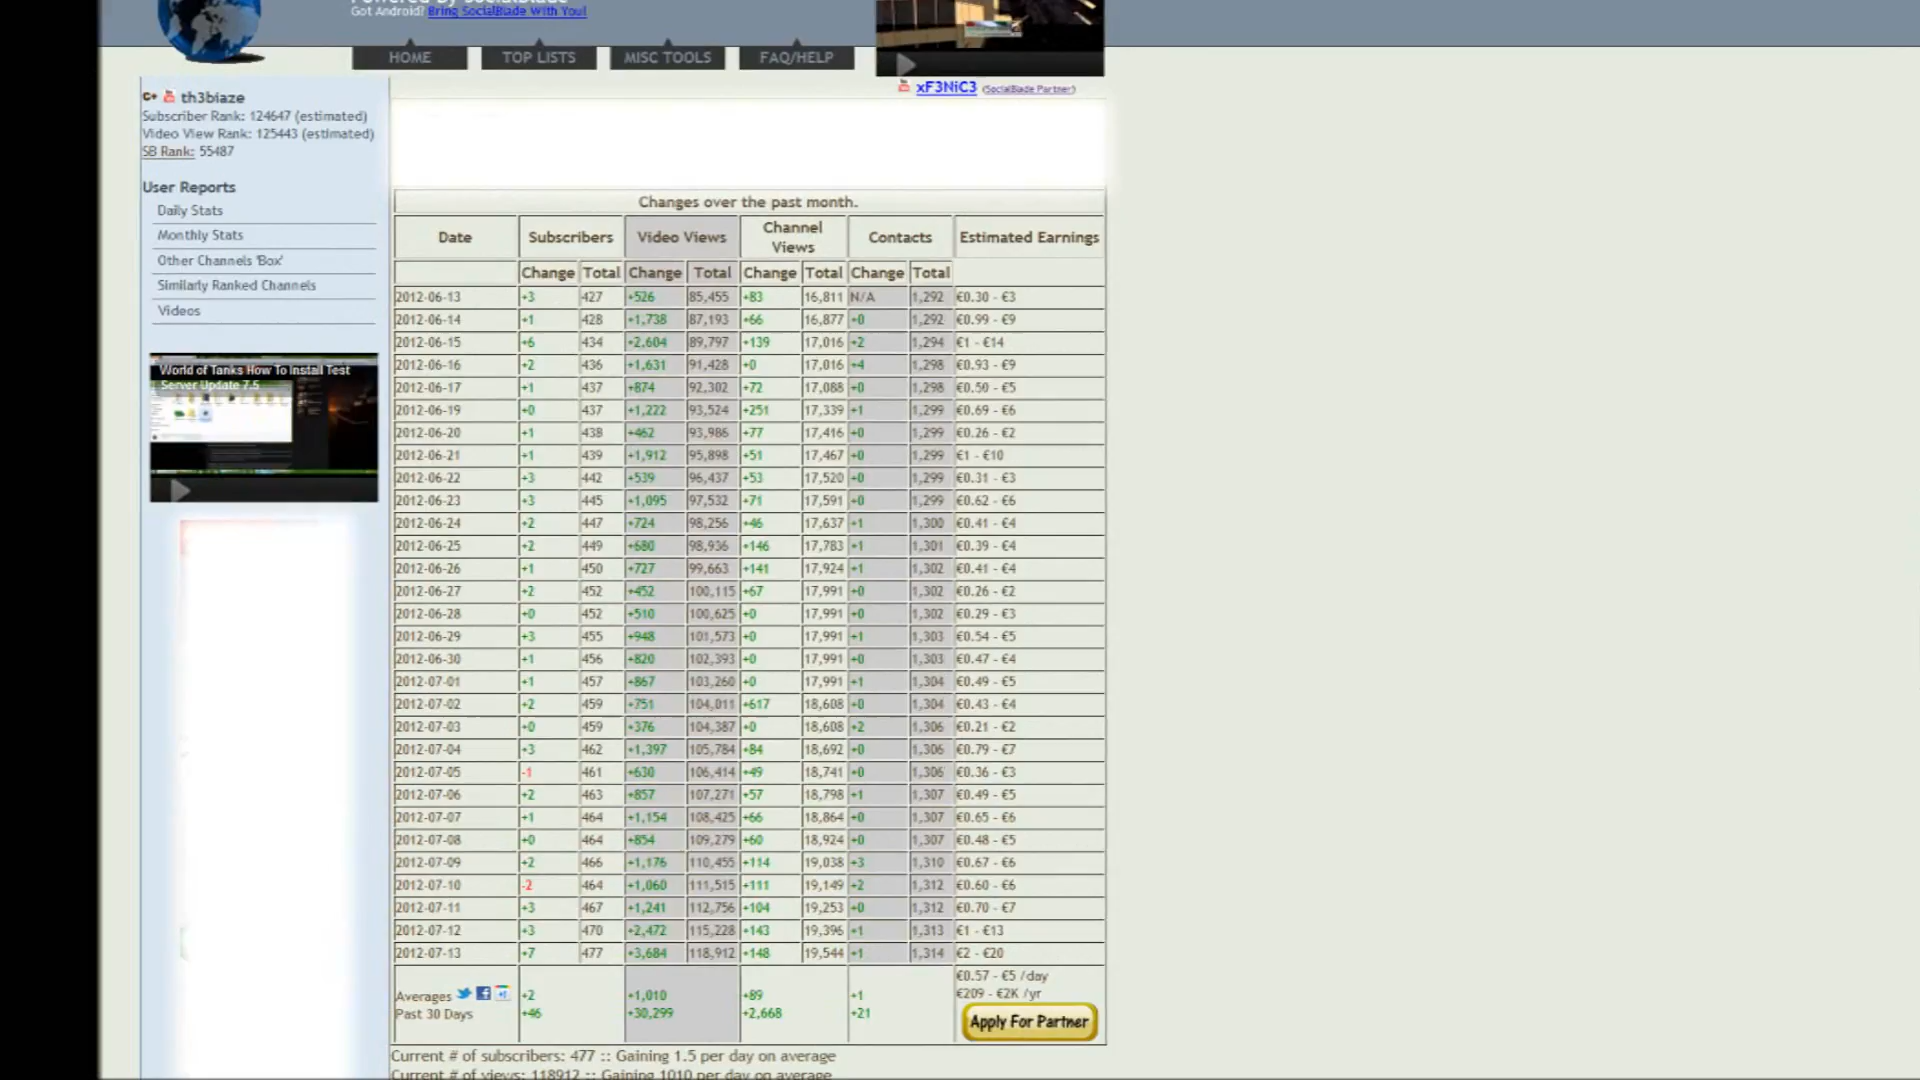 Got Android! Bring SocialBlade With You!
HOME TOP LISTS MISC TOOLS FAQ/HELP
xF3NiC3 (SocialBlade Partner)
th3biaze
Subscriber Rank: 124647 (estimated)
Video View Rank: 125443 (estimated)
SB Rank: 55487
User Reports
Daily Stats
Monthly Stats
Other Channels 'Box'
Similarly Ranked Channels
Videos
World of Tanks How To Install Test
Server Update 7.5
Changes over the past month.
Date Subscribers Video Views Channel Views Contacts Estimated Earnings
Change Total Change Total Change Total Change Total
2012-06-13 +3 427 +526 85,455 +83 16,811 N/A 1,292 €0.30 - €3
2012-06-14 +1 428 +1,738 87,193 +66 16,877 +0 1,292 €0.99 - €9
2012-06-15 +6 434 +2,604 89,797 +139 17,016 +2 1,294 €1 - €14
2012-06-16 +2 436 +1,631 91,428 +0 17,016 +4 1,298 €0.93 - €9
2012-06-17 +1 437 +874 92,302 +72 17,088 +0 1,298 €0.50 - €5
2012-06-19 +0 437 +1,222 93,524 +251 17,339 +1 1,299 €0.69 - €6
2012-06-20 +1 438 +462 93,986 +77 17,416 +0 1,299 €0.26 - €2
2012-06-21 +1 439 +1,912 95,898 +51 17,467 +0 1,299 €1 - €10
2012-06-22 +3 442 +539 96,437 +53 17,520 +0 1,299 €0.31 - €3
2012-06-23 +3 445 +1,095 97,532 +71 17,591 +0 1,299 €0.62 - €6
2012-06-24 +2 447 +724 98,256 +46 17,637 +1 1,300 €0.41 - €4
2012-06-25 +2 449 +680 98,936 +146 17,783 +1 1,301 €0.39 - €4
2012-06-26 +1 450 +727 99,663 +141 17,924 +1 1,302 €0.41 - €4
2012-06-27 +2 452 +452 100,115 +67 17,991 +0 1,302 €0.26 - €2
2012-06-28 +0 452 +510 100,625 +0 17,991 +0 1,302 €0.29 - €3
2012-06-29 +3 455 +948 101,573 +0 17,991 +1 1,303 €0.54 - €5
2012-06-30 +1 456 +820 102,393 +0 17,991 +0 1,303 €0.47 - €4
2012-07-01 +1 457 +867 103,260 +0 17,991 +1 1,304 €0.49 - €5
2012-07-02 +2 459 +751 104,011 +617 18,608 +0 1,304 €0.43 - €4
2012-07-03 +0 459 +376 104,387 +0 18,608 +2 1,306 €0.21 - €2
2012-07-04 +3 462 +1,397 105,784 +84 18,692 +0 1,306 €0.79 - €7
2012-07-05 -1 461 +630 106,414 +49 18,741 +0 1,306 €0.36 - €3
2012-07-06 +2 463 +857 107,271 +57 18,798 +1 1,307 €0.49 - €5
2012-07-07 +1 464 +1,154 108,425 +66 18,864 +0 1,307 €0.65 - €6
2012-07-08 +0 464 +854 109,279 +60 18,924 +0 1,307 €0.48 - €5
2012-07-09 +2 466 +1,176 110,455 +114 19,038 +3 1,310 €0.67 - €6
2012-07-10 -2 464 +1,060 111,515 +111 19,149 +2 1,312 €0.60 - €6
2012-07-11 +3 467 +1,241 112,756 +104 19,253 +0 1,312 €0.70 - €7
2012-07-12 +3 470 +2,472 115,228 +143 19,396 +1 1,313 €1 - €13
2012-07-13 +7 477 +3,684 118,912 +148 19,544 +1 1,314 €2 - €20
€0.57 - €5 /day
Averages +2 +1,010 +89 +1 €209 - €2K /yr
Past 30 Days +46 +30,299 +2,668 +21
Apply For Partner
Current # of subscribers: 477 :: Gaining 1.5 per day on average
Current # of views: 118912 :: Gaining 1010 per day on average